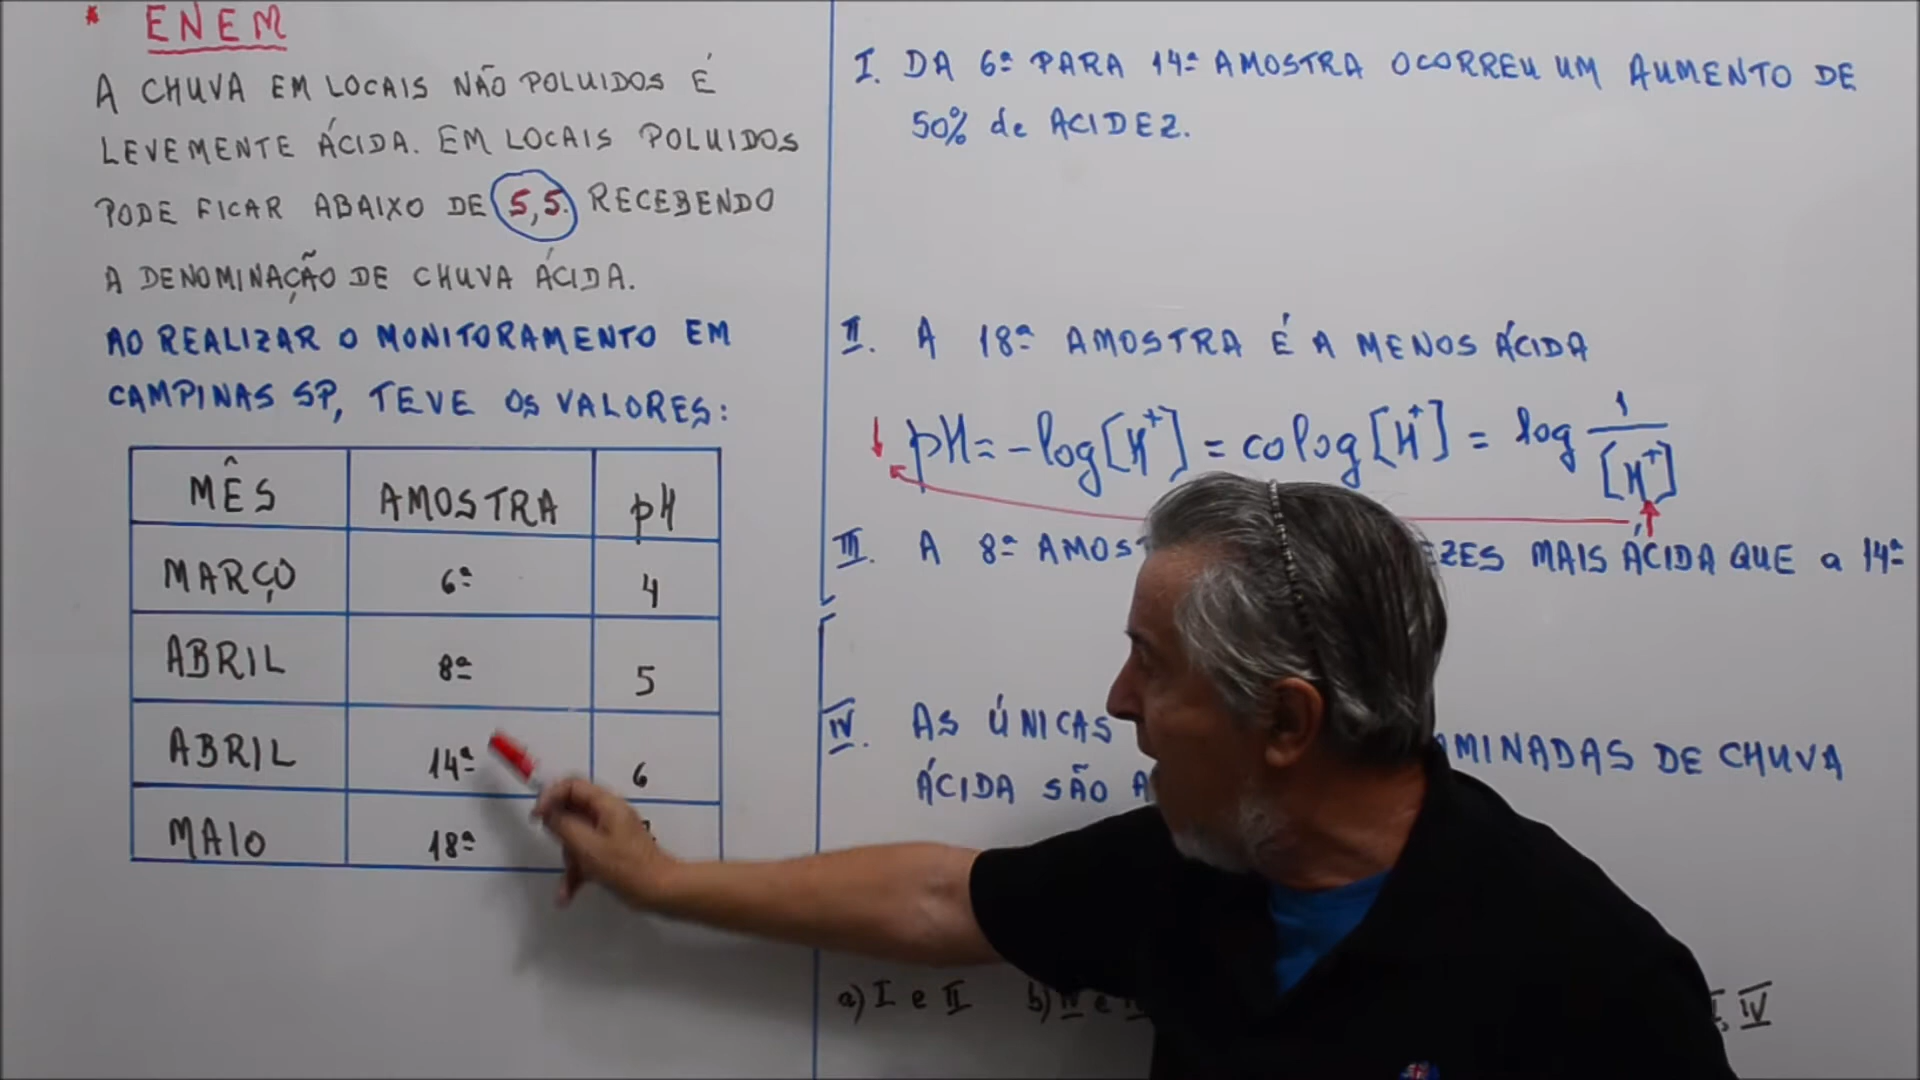 * ENEM
A CHUVA EM LOCAIS NÃO POLUIDOS É
LEVEMENTE ÁCIDA. EM LOCAIS POLUIDOS
PODE FICAR ABAIXO DE 5,5. RECEBENDO
A DENOMINAÇÃO DE CHUVA ÁCIDA.
AO REALIZAR O MONITORAMENTO EM
CAMPINAS SP, TEVE OS VALORES:
MÊS AMOSTRA pH
MARÇO 6ª 4
ABRIL 8ª 5
ABRIL 14ª 6
MAIO 18ª
I. DA 6ª PARA 14ª AMOSTRA OCORREU UM AUMENTO DE
50% de ACIDEZ.
II. A 18ª AMOSTRA É A MENOS ÁCIDA
↓ pH = -log[H⁺] = colog[H⁺] = log 1/[H⁺] ↑
III. A 8ª MAIS ÁCIDA QUE a 14ª
IV. AS ÚNICAS DE CHUVA
ÁCIDA SÃO
a) I e II b) IV